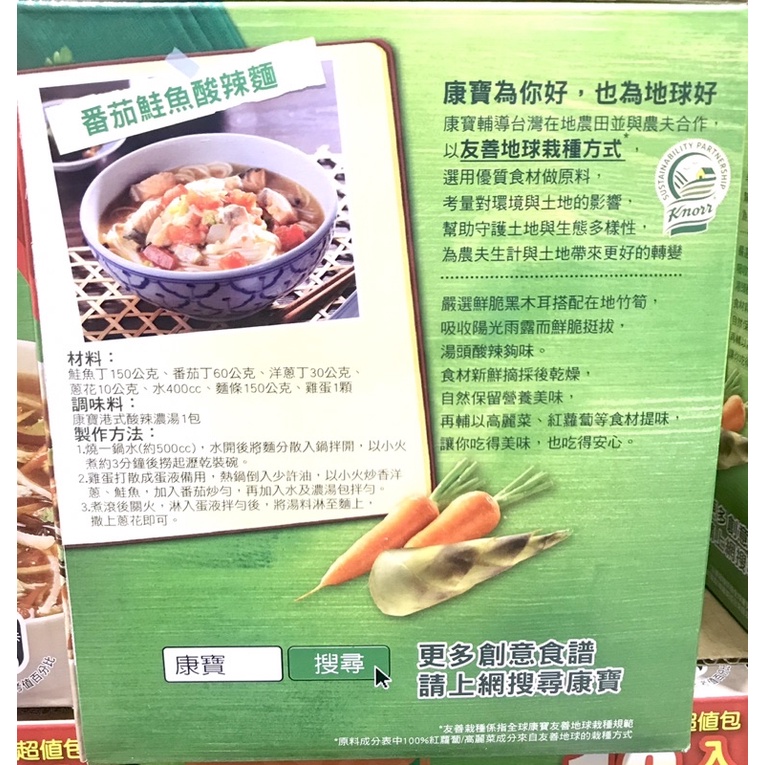 番茄鮭魚酸辣麵
材料：
鮭魚丁150公克、番茄丁60公克、洋蔥丁30公克、
蔥花10公克、水400cc、麵條150公克、雞蛋1顆
調味料：
康寶港式酸辣濃湯1包
製作方法：
1.燒一鍋水(約500cc)，水開後將麵分散入鍋拌開，以小火
煮約3分鐘後撈起瀝乾裝碗。
2.雞蛋打散成蛋液備用，熱鍋倒入少許油，以小火炒香洋
蔥、鮭魚，加入番茄炒勻，再加入水及濃湯包拌勻。
3.煮滾後關火，淋入蛋液拌勻後，將湯料淋至麵上，
撒上蔥花即可。
康寶為你好，也為地球好
康寶輔導台灣在地農田並與農夫合作，
以友善地球栽種方式*，
選用優質食材做原料，
考量對環境與土地的影響，
幫助守護土地與生態多樣性，
為農夫生計與土地帶來更好的轉變
SUSTAINABILITY PARTNERSHIP
Knorr
嚴選鮮脆黑木耳搭配在地竹筍，
吸收陽光雨露而鮮脆挺拔，
湯頭酸辣夠味。
食材新鮮摘採後乾燥，
自然保留營養美味，
再輔以高麗菜、紅蘿蔔等食材提味，
讓你吃得美味，也吃得安心。
康寶
搜尋
更多創意食譜
請上網搜尋康寶
*友善栽種係指全球康寶友善地球栽種規範
*原料成分表中100%紅蘿蔔/高麗菜成分來自友善地球的栽種方式
超值包
超值包
入